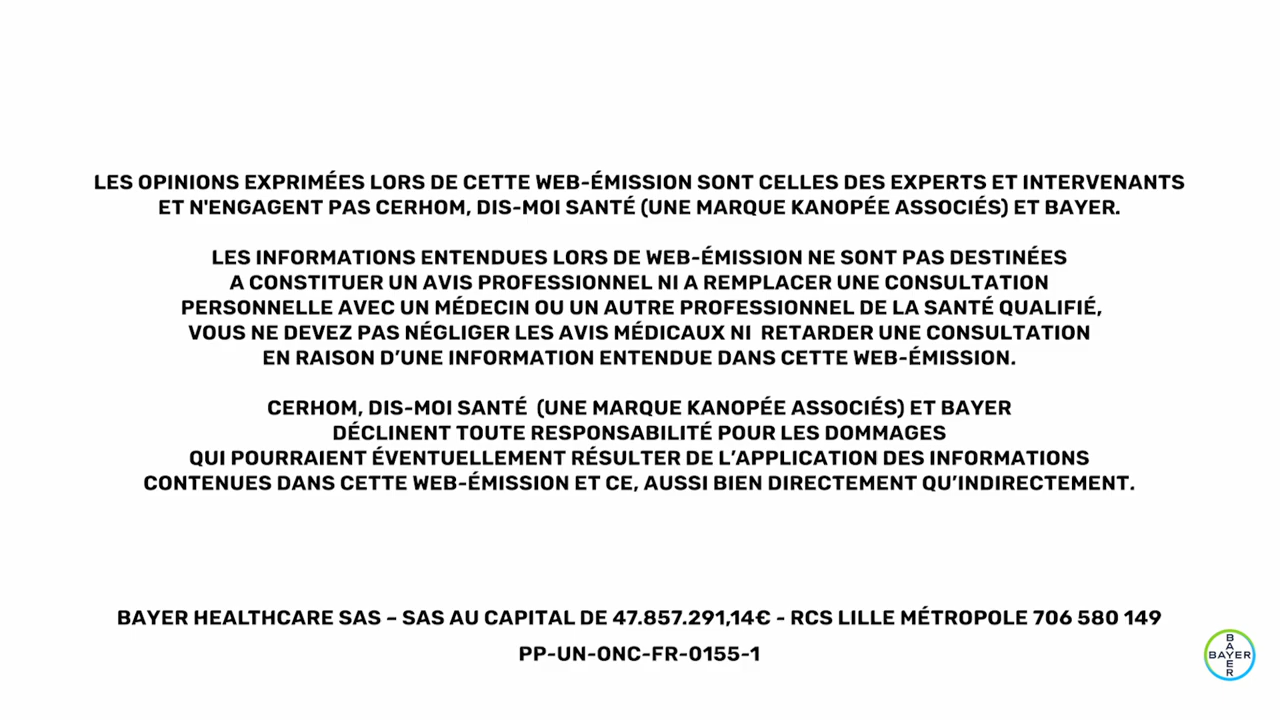 LES OPINIONS EXPRIMÉES LORS DE CETTE WEB-ÉMISSION SONT CELLES DES EXPERTS ET INTERVENANTS
ET N'ENGAGENT PAS CERHOM, DIS-MOI SANTÉ (UNE MARQUE KANOPÉE ASSOCIÉS) ET BAYER.
LES INFORMATIONS ENTENDUES LORS DE WEB-ÉMISSION NE SONT PAS DESTINÉES
A CONSTITUER UN AVIS PROFESSIONNEL NI A REMPLACER UNE CONSULTATION
PERSONNELLE AVEC UN MÉDECIN OU UN AUTRE PROFESSIONNEL DE LA SANTÉ QUALIFIÉ,
VOUS NE DEVEZ PAS NÉGLIGER LES AVIS MÉDICAUX NI  RETARDER UNE CONSULTATION
EN RAISON D’UNE INFORMATION ENTENDUE DANS CETTE WEB-ÉMISSION.
CERHOM, DIS-MOI SANTÉ  (UNE MARQUE KANOPÉE ASSOCIÉS) ET BAYER
DÉCLINENT TOUTE RESPONSABILITÉ POUR LES DOMMAGES
QUI POURRAIENT ÉVENTUELLEMENT RÉSULTER DE L’APPLICATION DES INFORMATIONS
CONTENUES DANS CETTE WEB-ÉMISSION ET CE, AUSSI BIEN DIRECTEMENT QU’INDIRECTEMENT.
BAYER HEALTHCARE SAS – SAS AU CAPITAL DE 47.857.291,14€ - RCS LILLE MÉTROPOLE 706 580 149
PP-UN-ONC-FR-0155-1
BAYER
BAYER